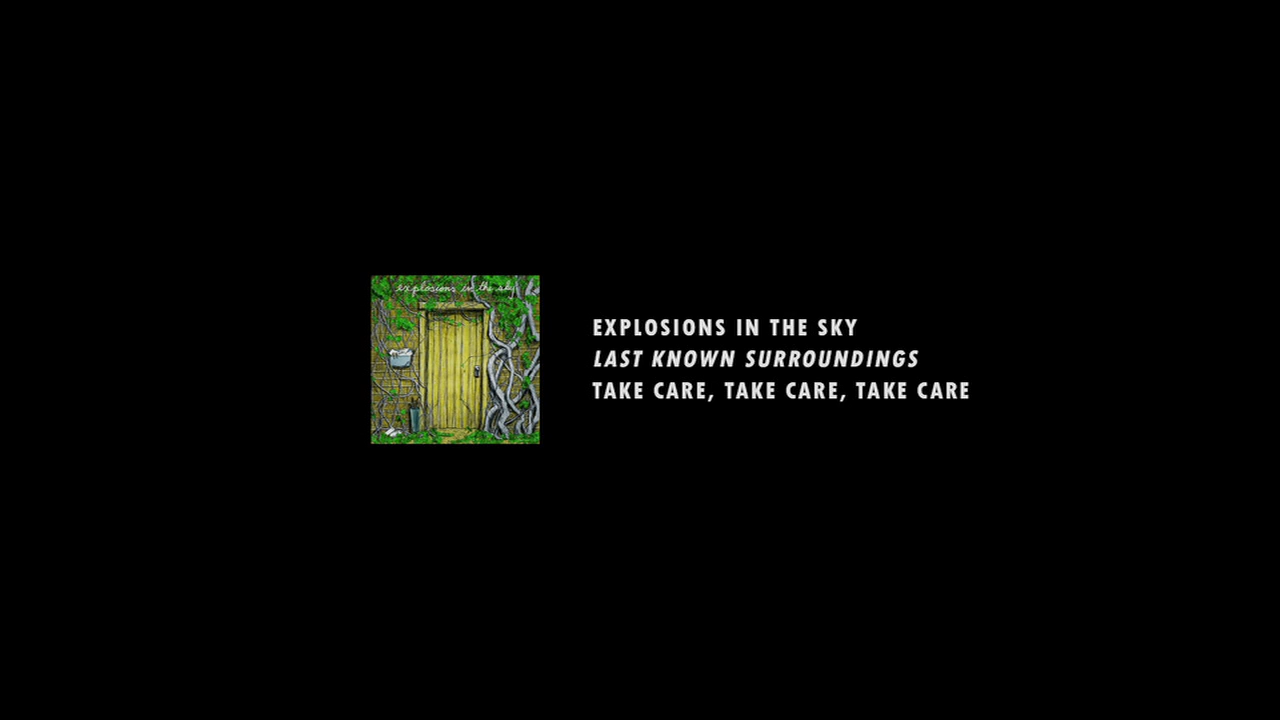 explosions in the sky
EXPLOSIONS IN THE SKY
LAST KNOWN SURROUNDINGS
TAKE CARE, TAKE CARE, TAKE CARE